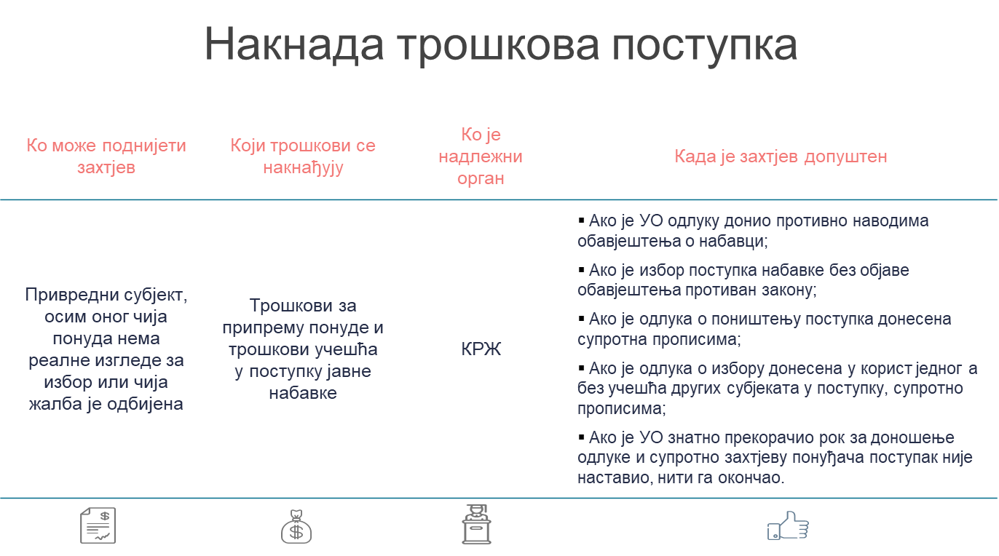 Накнада трошкова поступка
Ко може поднијети
захтјев
Који трошкови се
накнађују
Ко је
надлежни
орган
Када је захтјев допуштен
Привредни субјект,
осим оног чија
понуда нема
реалне изгледе за
избор или чија
жалба је одбијена
Трошкови за
припрему понуде и
трошкови учешћа
у поступку јавне
набавке
КРЖ
▪ Ако је УО одлуку донио противно наводима
обавјештења о набавци;
▪ Ако је избор поступка набавке без објаве
обавјештења противан закону;
▪ Ако је одлука о поништењу поступка донесена
супротна прописима;
▪ Ако је одлука о избору донесена у корист једног а
без учешћа других субјеката у поступку, супротно
прописима;
▪ Ако је УО знатно прекорачио рок за доношење
одлуке и супротно захтјеву понуђача поступак није
наставио, нити га окончао.